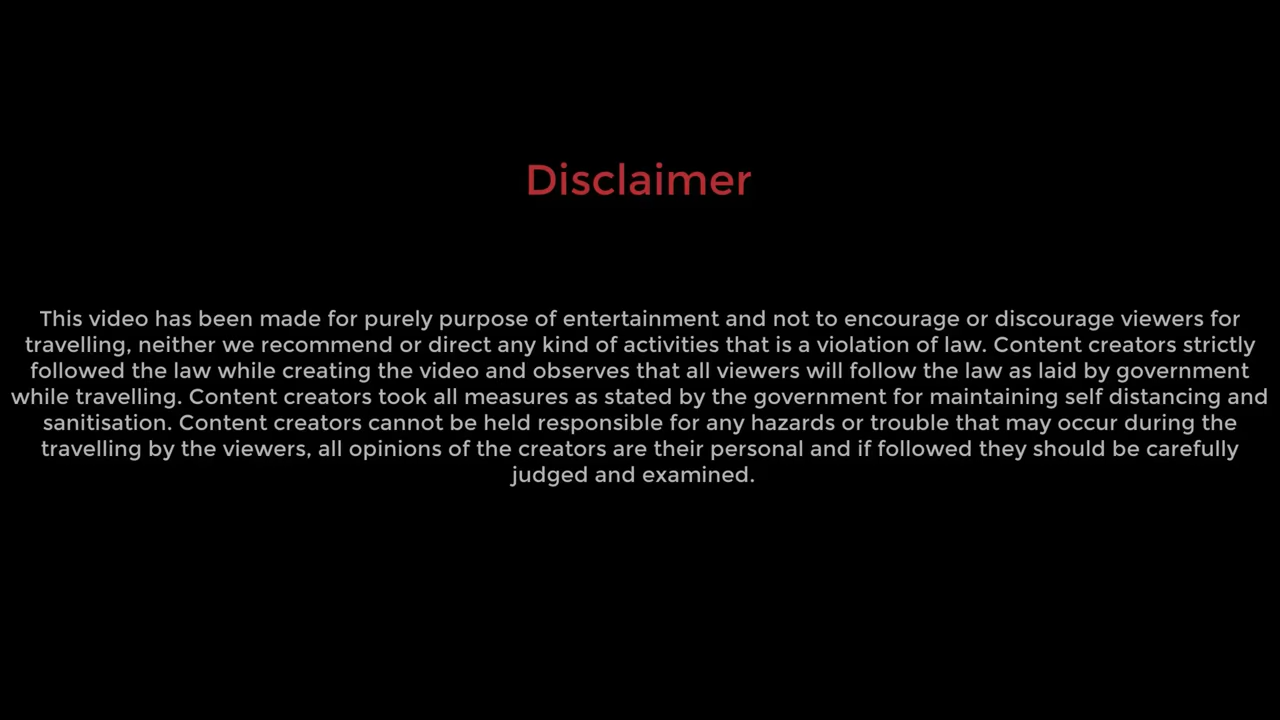 Disclaimer
This video has been made for purely purpose of entertainment and not to encourage or discourage viewers for
travelling, neither we recommend or direct any kind of activities that is a violation of law. Content creators strictly
followed the law while creating the video and observes that all viewers will follow the law as laid by government
while travelling. Content creators took all measures as stated by the government for maintaining self distancing and
sanitisation. Content creators cannot be held responsible for any hazards or trouble that may occur during the
travelling by the viewers, all opinions of the creators are their personal and if followed they should be carefully
judged and examined.